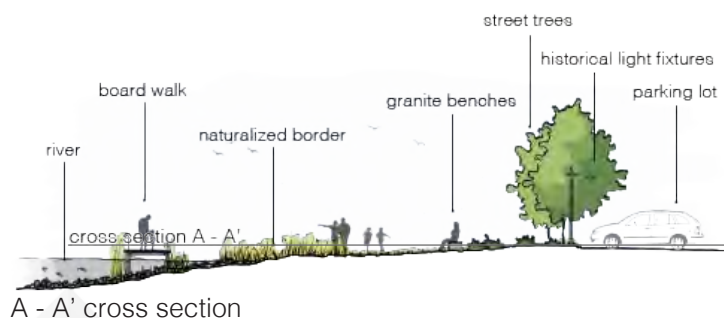 street trees
historical light fixtures
board walk
granite benches
parking lot
naturalized border
river
cross section A - A'
A - A' cross section